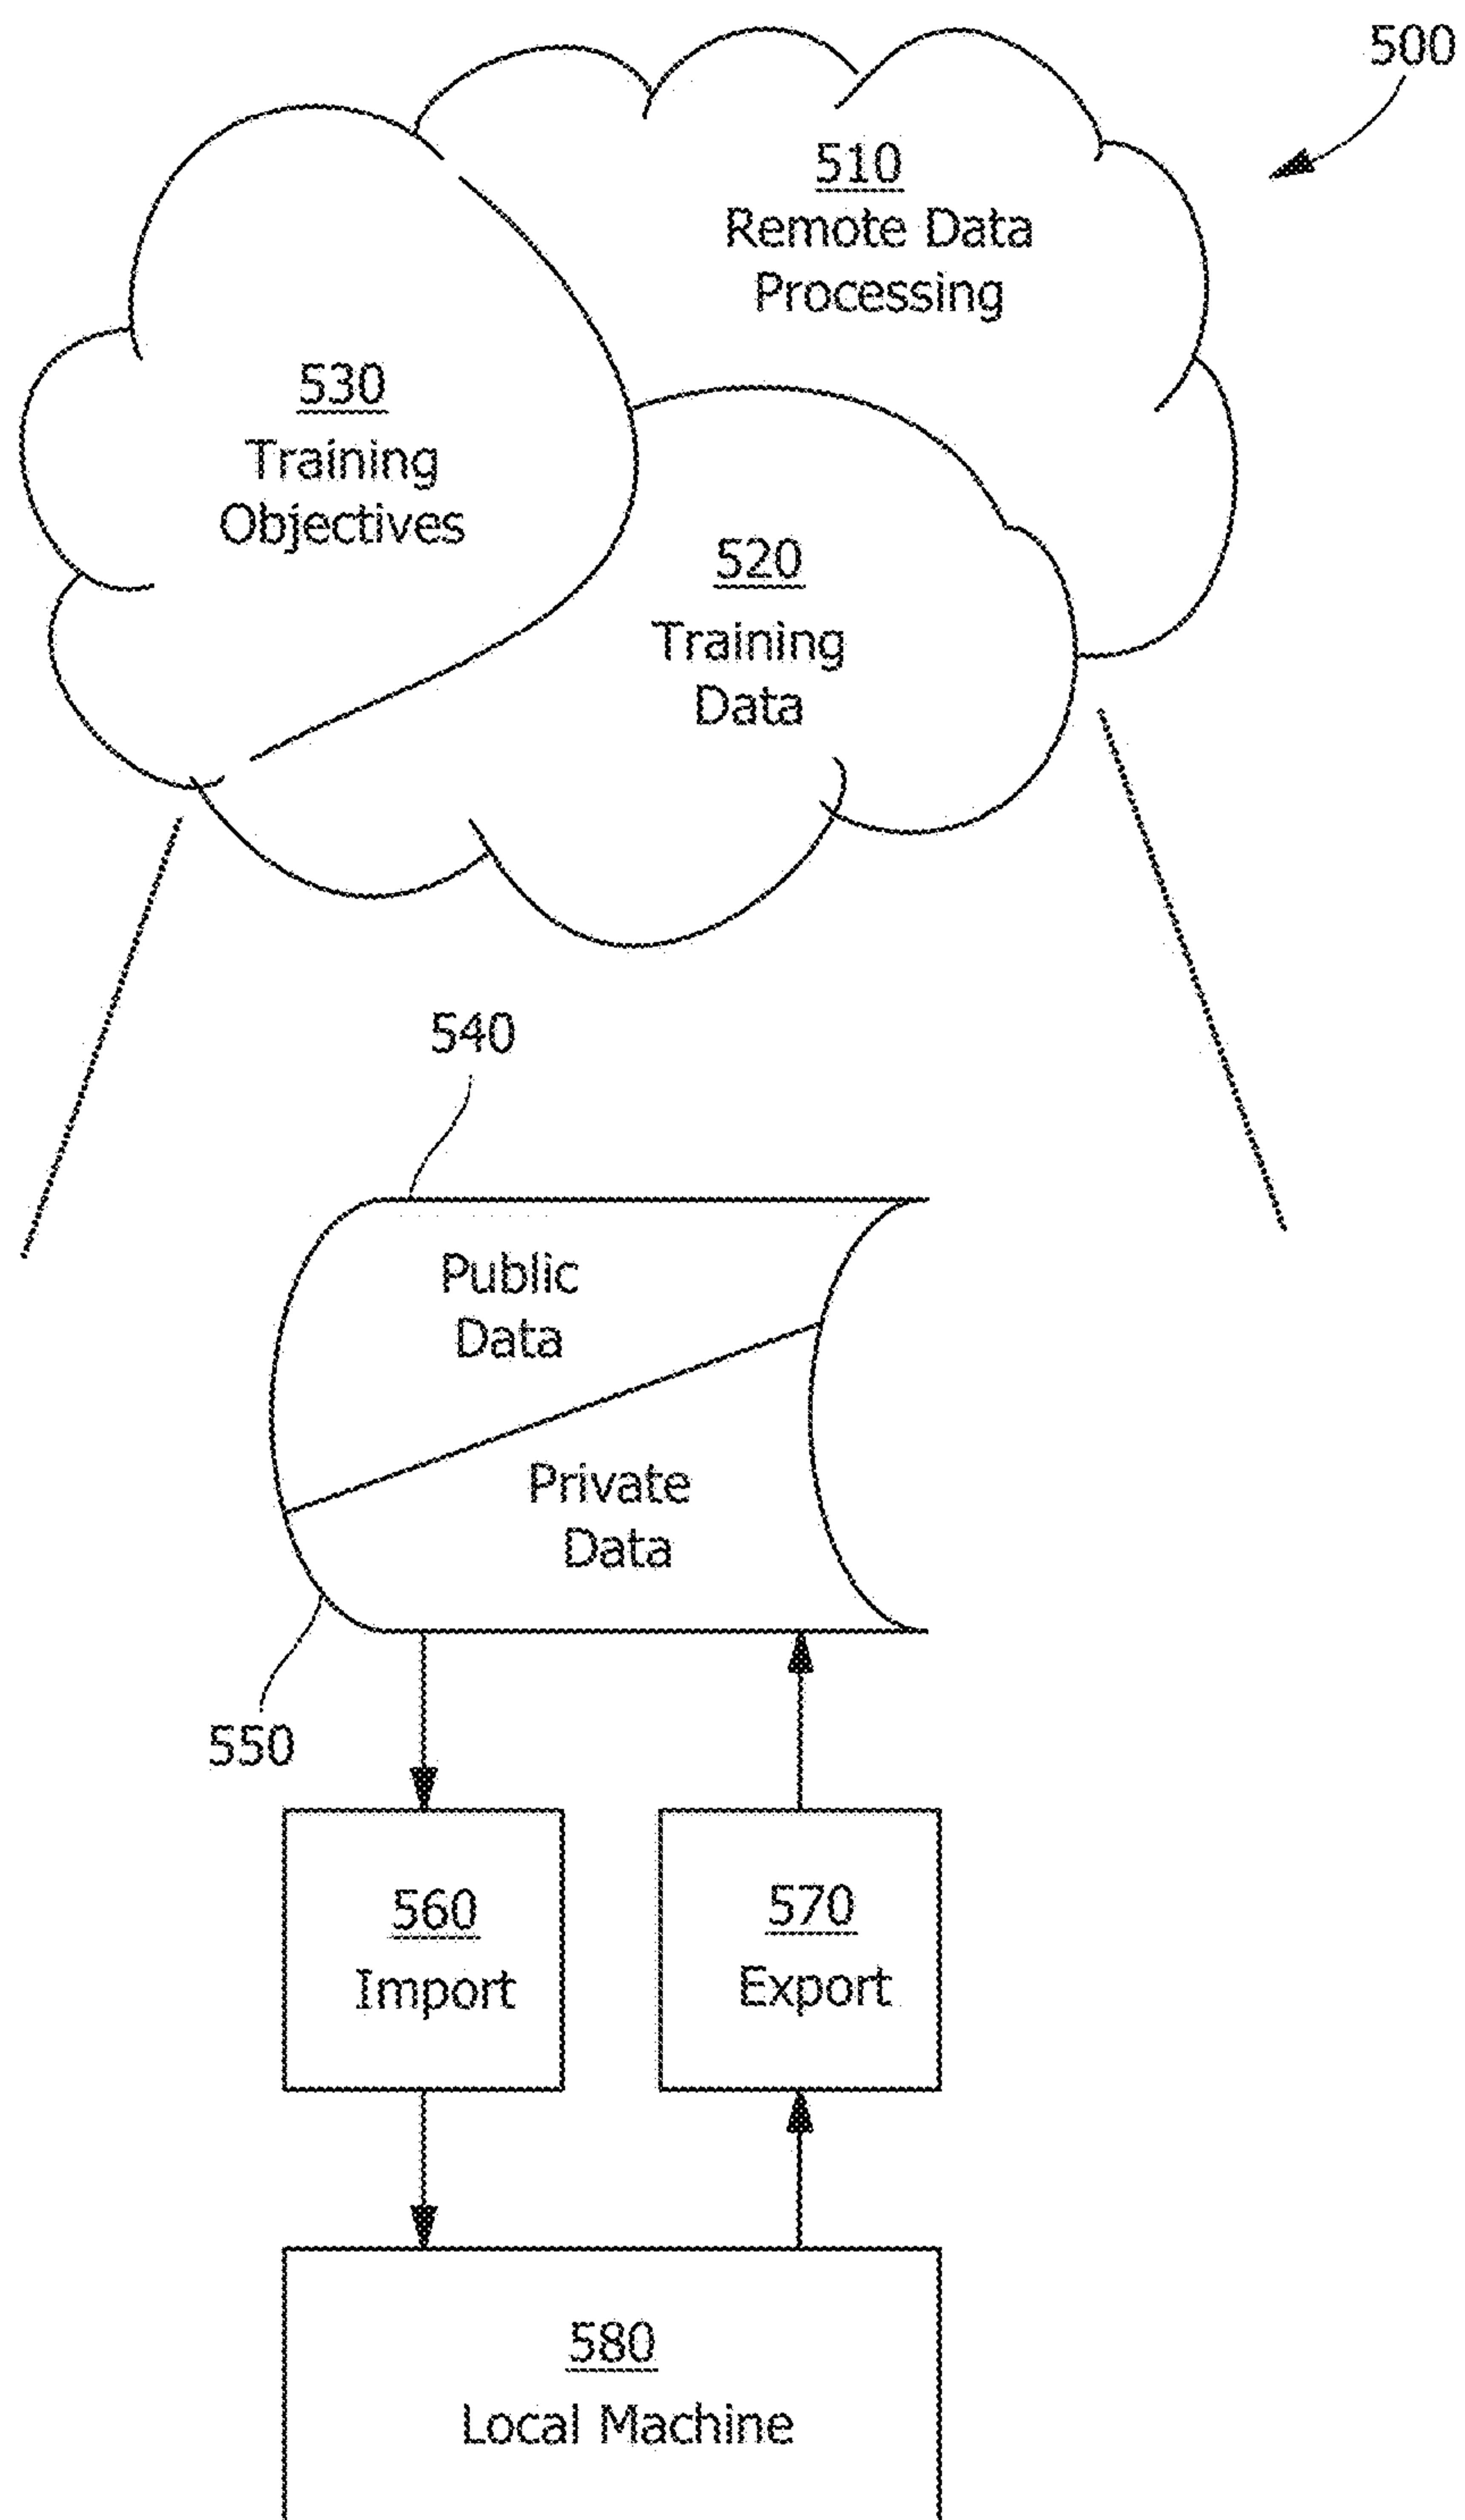 500
510
Remote Data
Processing
530
Training
Objectives
520
Training
Data
540
Public
Data
Private
Data
550
560
Import
570
Export
580
Local Machine